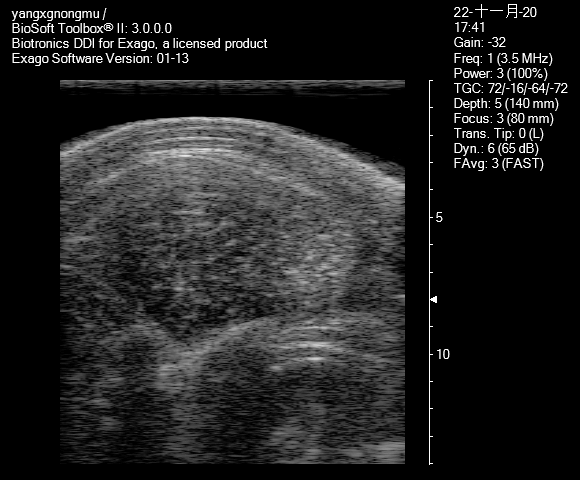 yangxgnongmu /
BioSoft Toolbox® II: 3.0.0.0
Biotronics DDI for Exago, a licensed product
Exago Software Version: 01-13
22-十一月-20
17:41
Gain: -32
Freq: 1 (3.5 MHz)
Power: 3 (100%)
TGC: 72/-16/-64/-72
Depth: 5 (140 mm)
Focus: 3 (80 mm)
Trans. Tip: 0 (L)
Dyn.: 6 (65 dB)
FAvg: 3 (FAST)
5
10